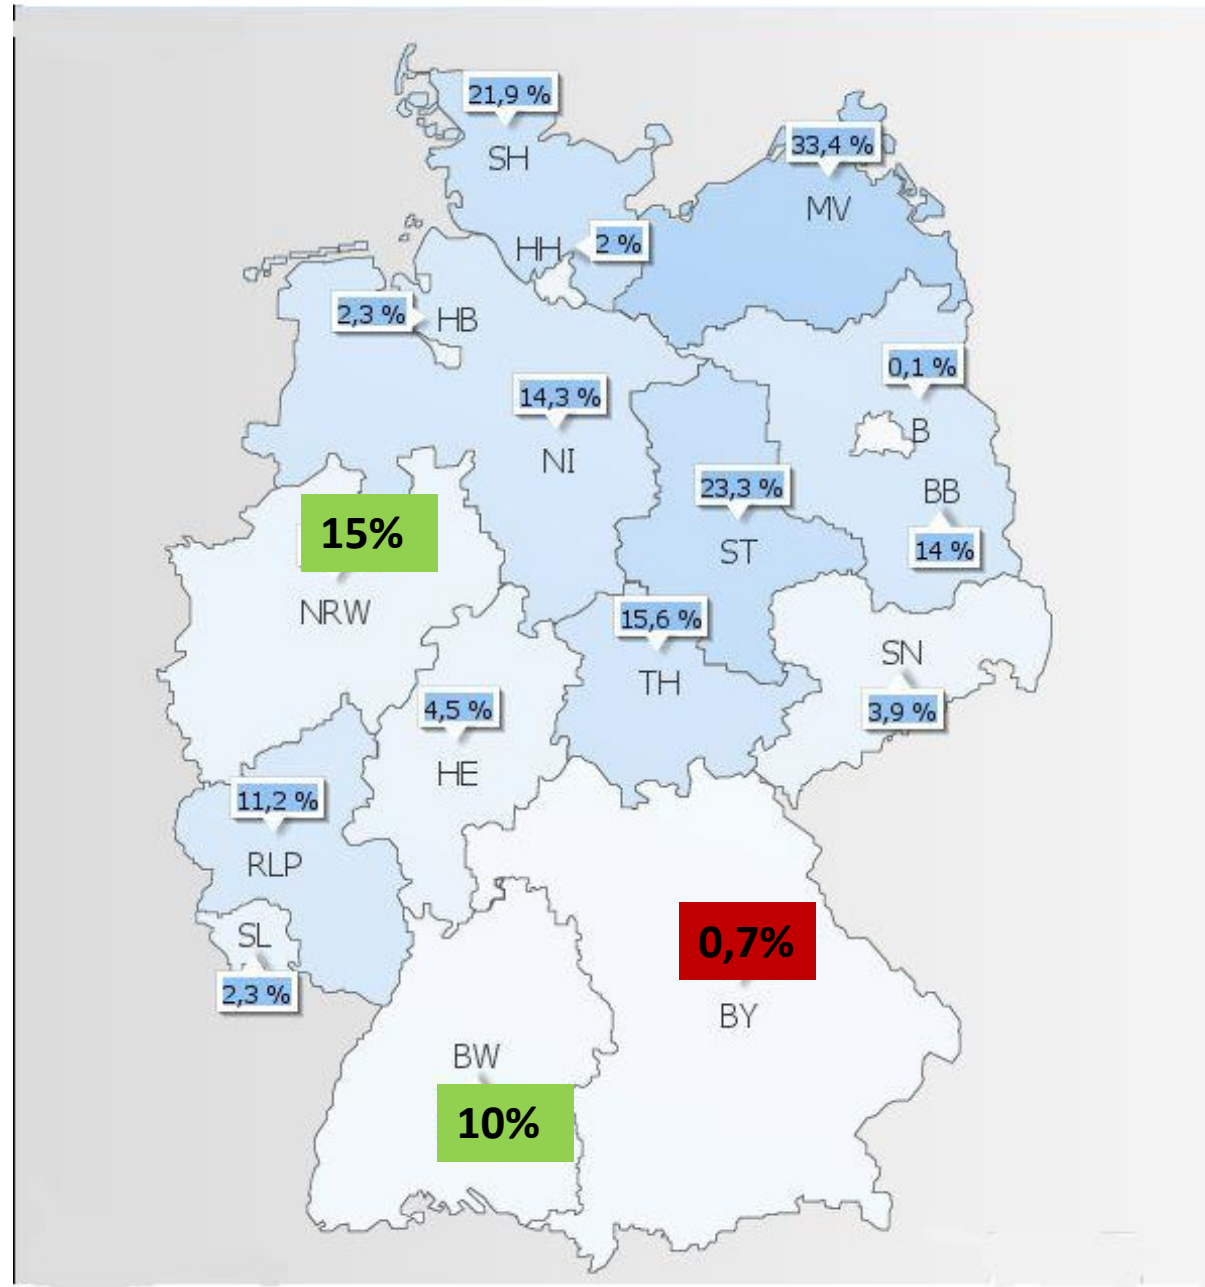 21,9 %
SH
33,4 %
MV
HH
2 %
2,3 %
HB
0,1 %
B
14,3 %
NI
23,3 %
ST
BB
14 %
15%
NRW
15,6 %
TH
SN
3,9 %
4,5 %
HE
11,2 %
RLP
SL
2,3 %
0,7%
BY
BW
10%